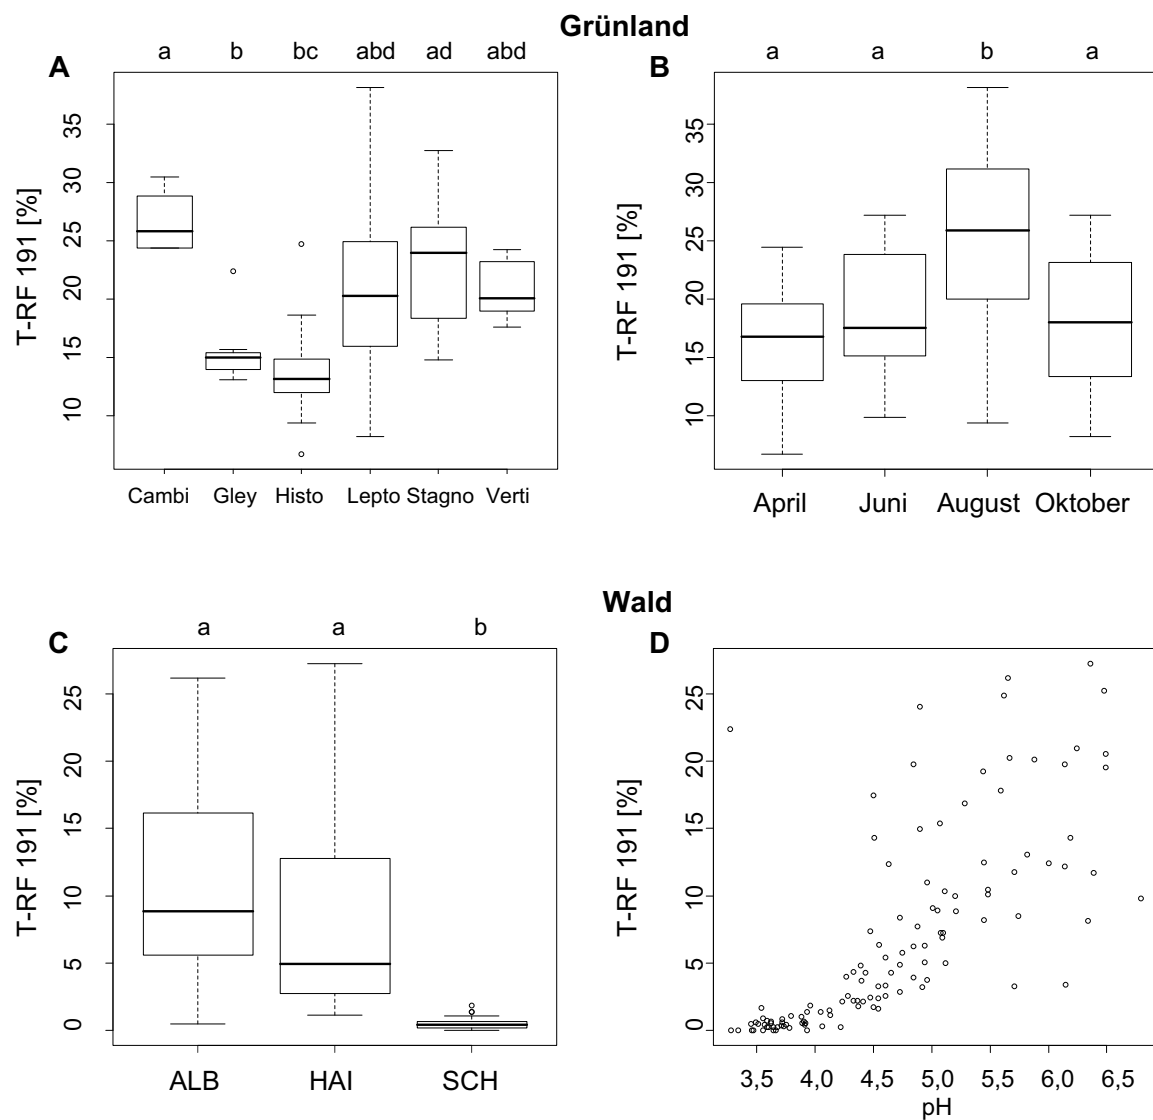 Grünland
A
a b bc abd ad abd
T-RF 191 [%]
35
30
25
20
15
10
Cambi Gley Histo Lepto Stagno Verti
B
a a b a
T-RF 191 [%]
35
30
25
20
15
10
April Juni August Oktober
Wald
C
a a b
T-RF 191 [%]
25
20
15
10
5
0
ALB HAI SCH
D
T-RF 191 [%]
25
20
15
10
5
0
3,5 4,0 4,5 5,0 5,5 6,0 6,5
pH